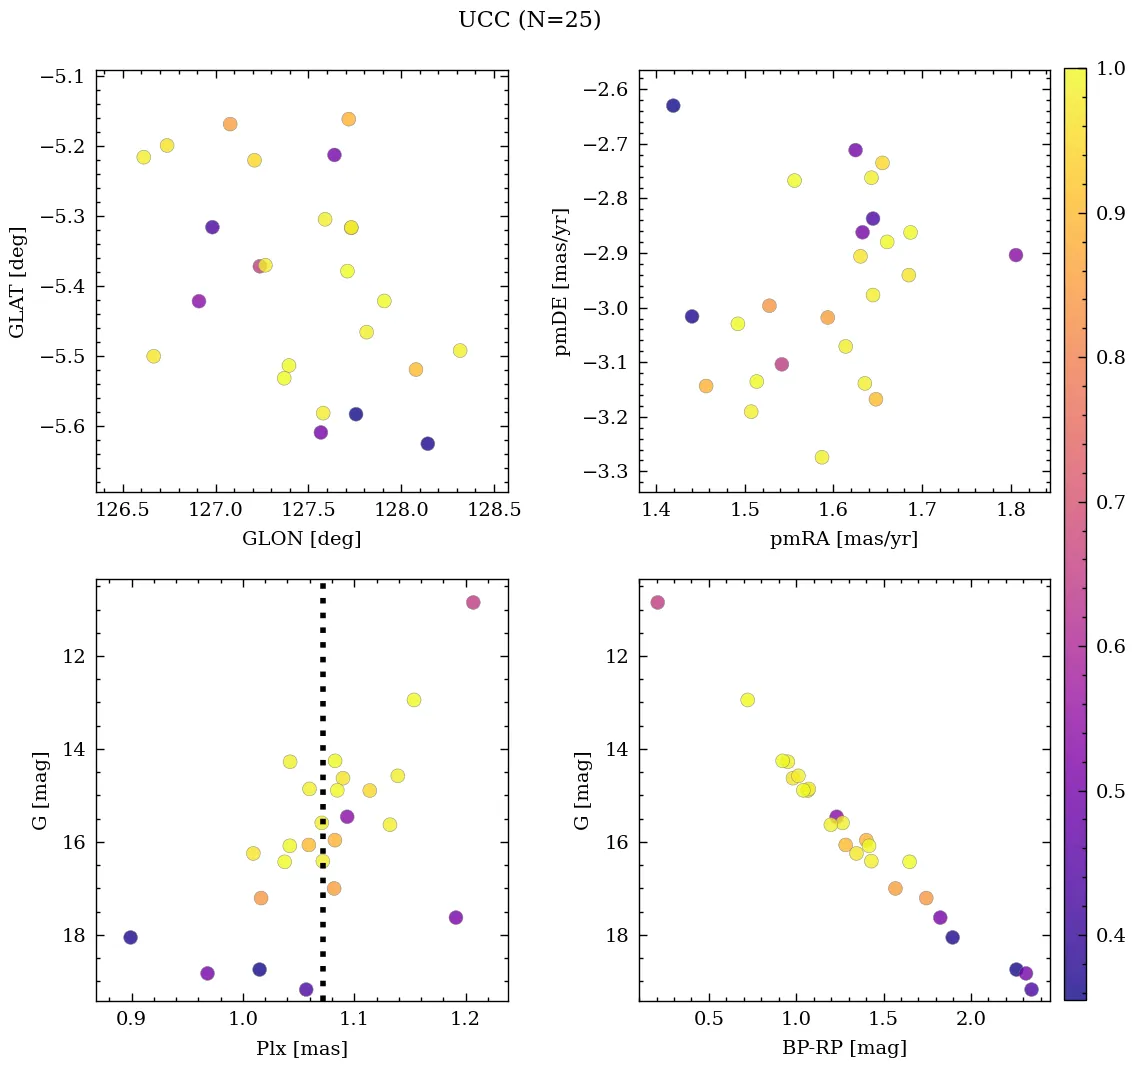 UCC (N=25)
−5.1
−5.2
−5.3
−5.4
−5.5
−5.6
GLAT [deg]
126.5 127.0 127.5 128.0 128.5
GLON [deg]
−2.6
−2.7
−2.8
−2.9
−3.0
−3.1
−3.2
−3.3
pmDE [mas/yr]
1.4 1.5 1.6 1.7 1.8
pmRA [mas/yr]
12
14
16
18
G [mag]
0.9 1.0 1.1 1.2
Plx [mas]
12
14
16
18
G [mag]
0.5 1.0 1.5 2.0
BP-RP [mag]
1.0
0.9
0.8
0.7
0.6
0.5
0.4